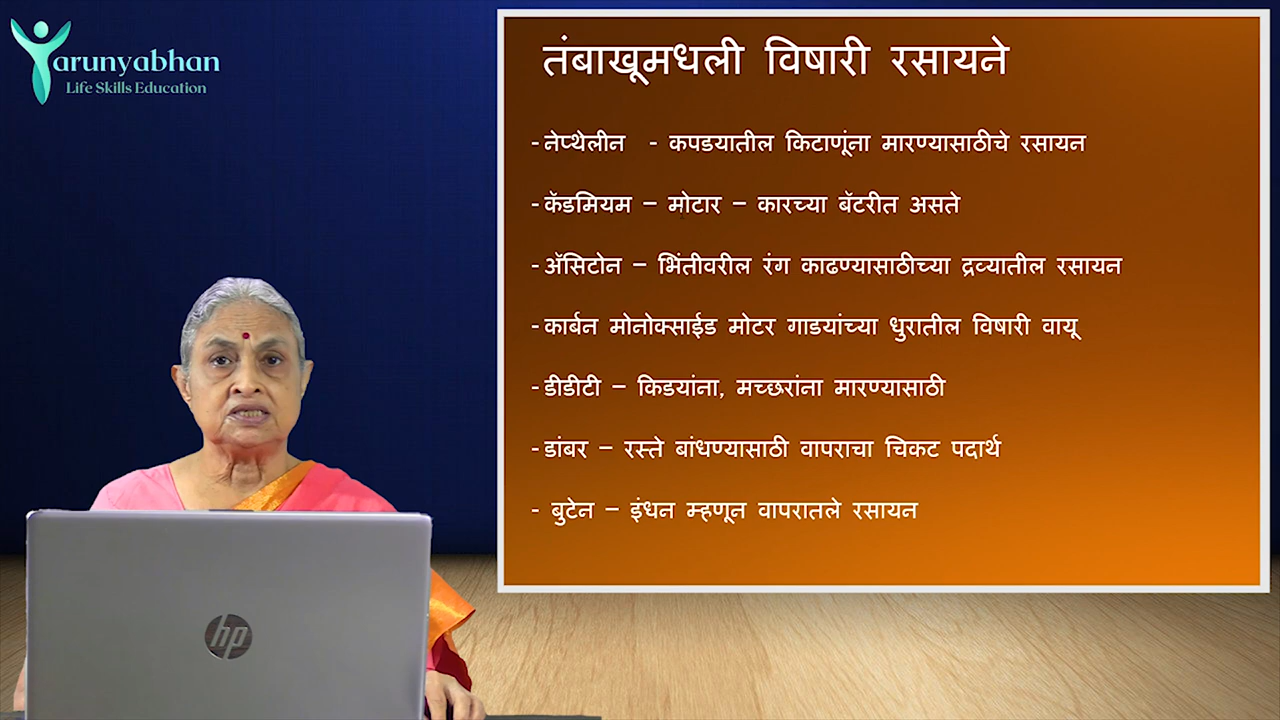 Yarunyabhan
Life Skills Education
तंबाखूमधली विषारी रसायने
-नेप्थेलीन - कपडयातील किटाणूंना मारण्यासाठीचे रसायन
-कॅडमियम – मोटार – कारच्या बॅटरीत असते
-ॲसिटोन – भिंतीवरील रंग काढण्यासाठीच्या द्रव्यातील रसायन
-कार्बन मोनोक्साईड मोटर गाडयांच्या धुरातील विषारी वायू
-डीडीटी – किडयांना, मच्छरांना मारण्यासाठी
-डांबर – रस्ते बांधण्यासाठी वापराचा चिकट पदार्थ
- बुटेन – इंधन म्हणून वापरातले रसायन
hp